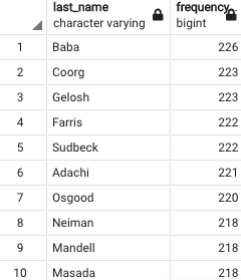 last_name frequency
character varying bigint
1 Baba 226
2 Coorg 223
3 Gelosh 223
4 Farris 222
5 Sudbeck 222
6 Adachi 221
7 Osgood 220
8 Neiman 218
9 Mandell 218
10 Masada 218